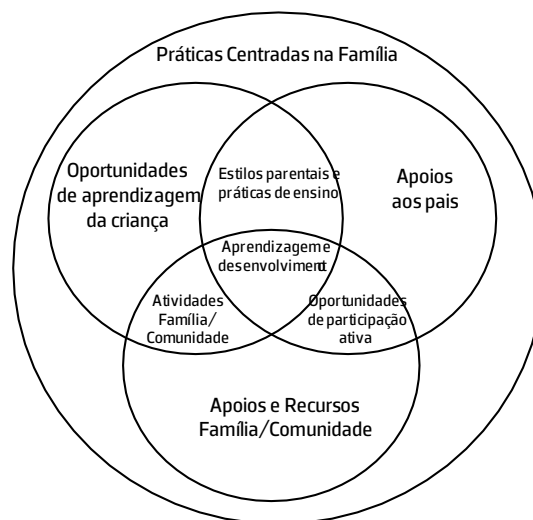 Práticas Centradas na Família
Oportunidades
de aprendizagem
da criança
Estilos parentais e
práticas de ensino
Apoios
aos pais
Aprendizagem e
desenvolvimento
Atividades
Família/
Comunidade
Oportunidades
de participação
ativa
Apoios e Recursos
Família/Comunidade